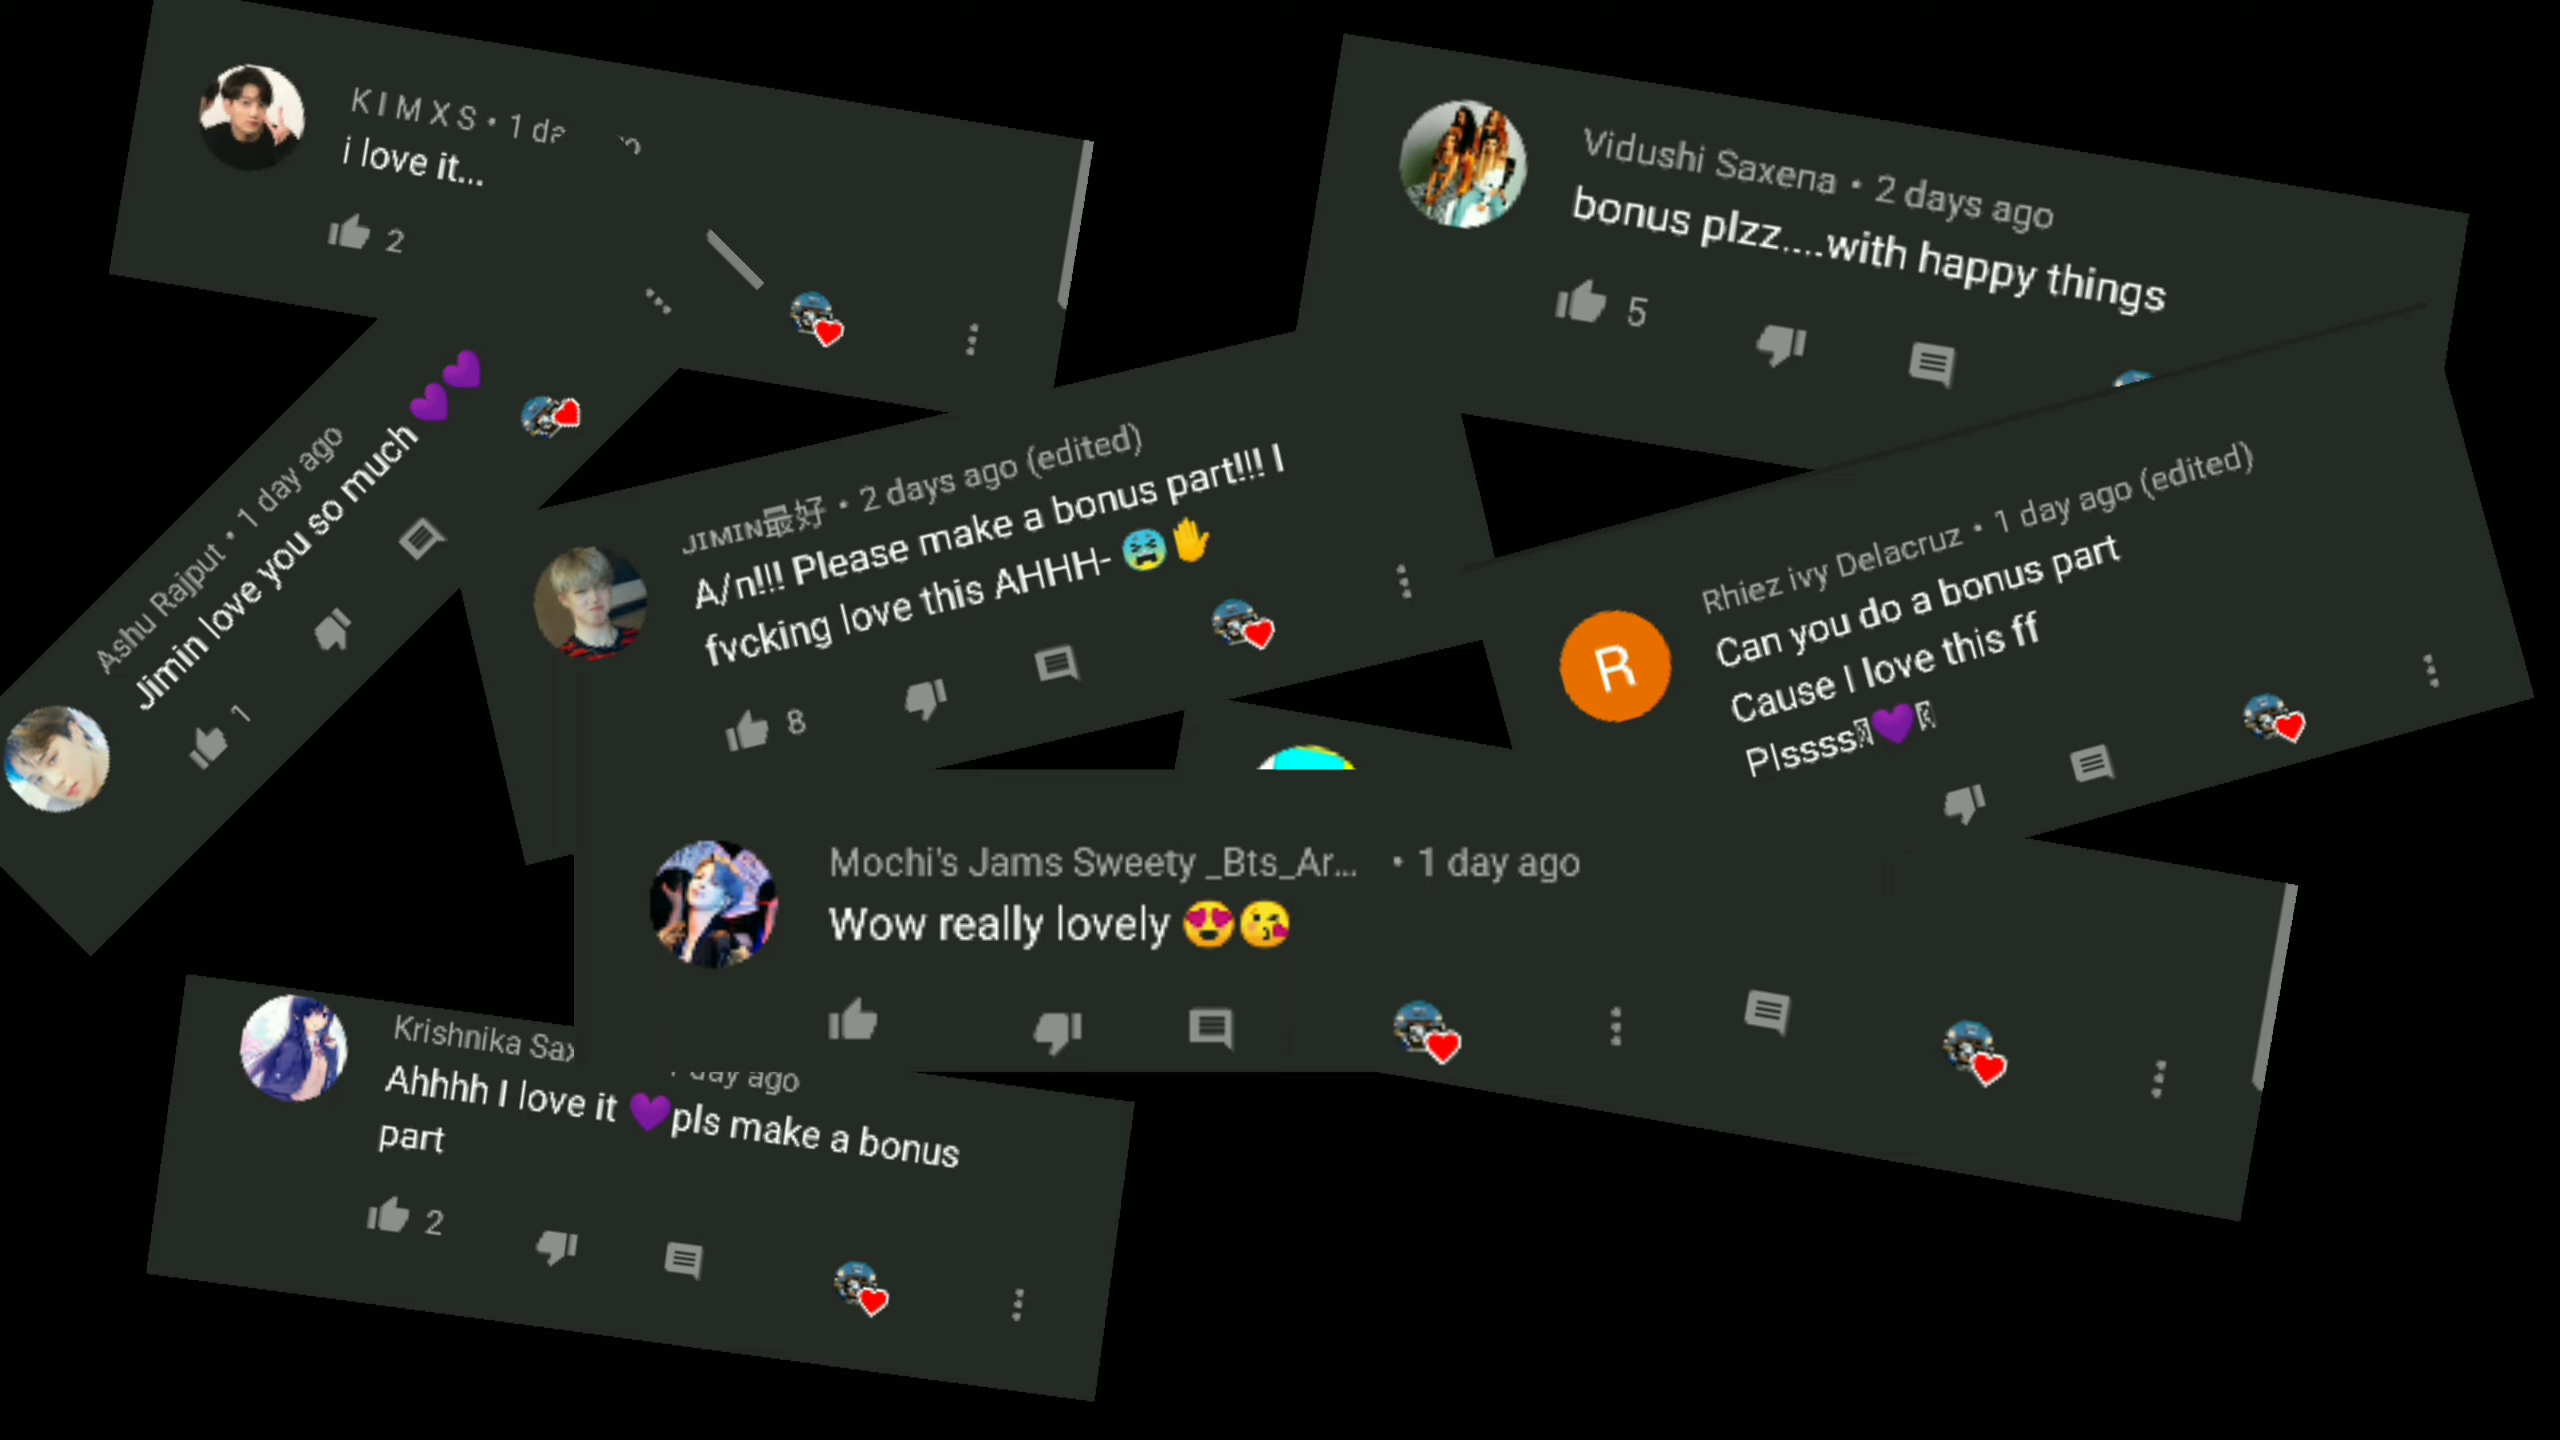 K I M X S • 1 da
i love it...
2
Vidushi Saxena • 2 days ago
bonus plzz....with happy things
5
Ashu Rajput • 1 day ago
Jimin love you so much 💜💜
1
JIMIN最好 • 2 days ago (edited)
A/n!!! Please make a bonus part!!! I
fvcking love this AHHH- 😨✋
8
Rhiez ivy Delacruz • 1 day ago (edited)
Can you do a bonus part
Cause I love this ff
Plssss💜
R
Mochi's Jams Sweety _Bts_Ar... • 1 day ago
Wow really lovely 😍😘
Krishnika Sax
day ago
Ahhhh I love it 💜pls make a bonus
part
2